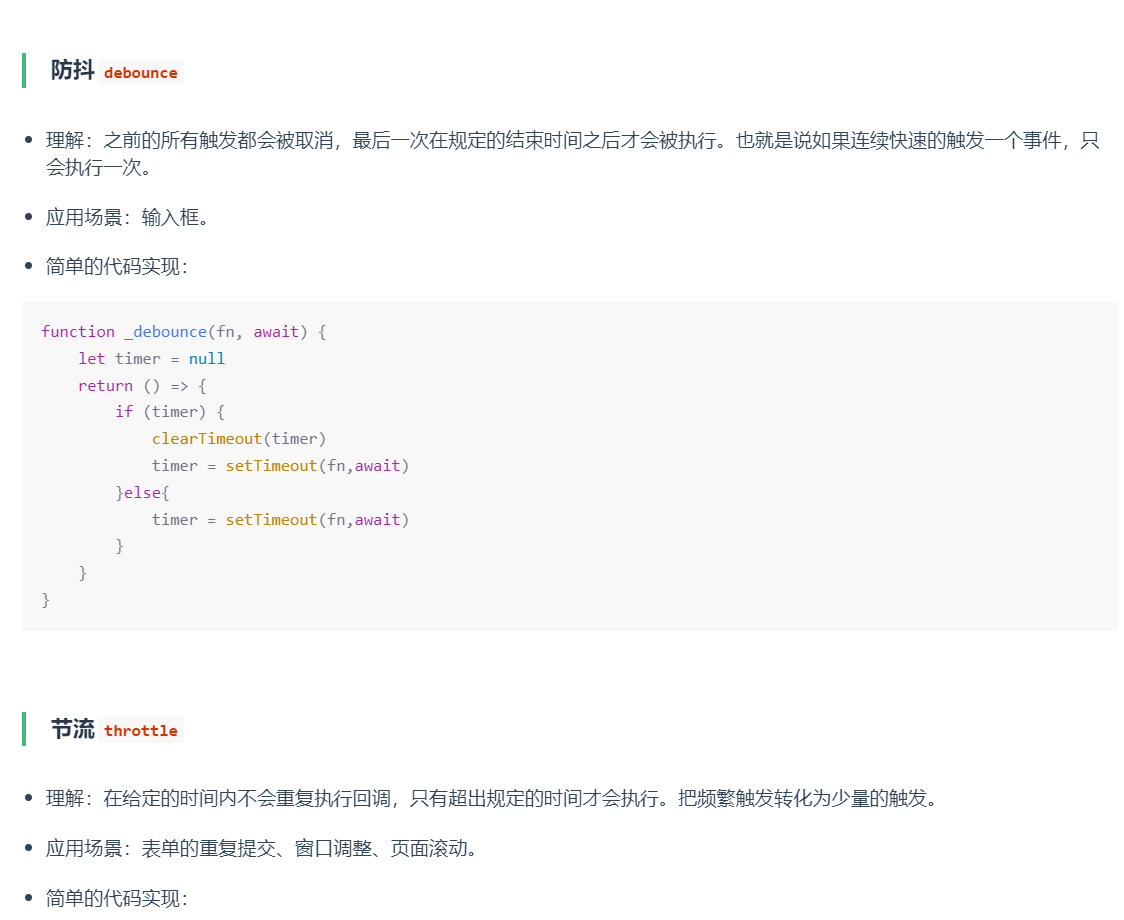 防抖 debounce
理解：之前的所有触发都会被取消，最后一次在规定的结束时间之后才会被执行。也就是说如果连续快速的触发一个事件，只
会执行一次。
应用场景：输入框。
简单的代码实现：
function _debounce(fn, await) {
    let timer = null
    return () => {
        if (timer) {
            clearTimeout(timer)
            timer = setTimeout(fn,await)
        }else{
            timer = setTimeout(fn,await)
        }
    }
}
节流 throttle
理解：在给定的时间内不会重复执行回调，只有超出规定的时间才会执行。把频繁触发转化为少量的触发。
应用场景：表单的重复提交、窗口调整、页面滚动。
简单的代码实现：